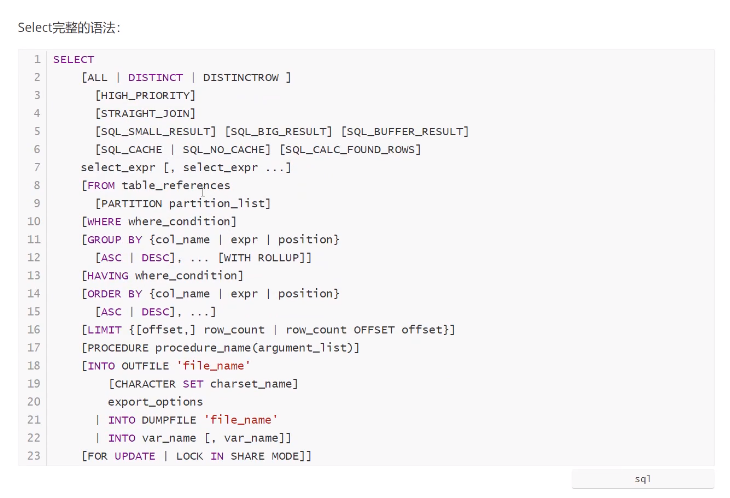 Select完整的语法：
1 SELECT
2 [ALL | DISTINCT | DISTINCTROW ]
3 [HIGH_PRIORITY]
4 [STRAIGHT_JOIN]
5 [SQL_SMALL_RESULT] [SQL_BIG_RESULT] [SQL_BUFFER_RESULT]
6 [SQL_CACHE | SQL_NO_CACHE] [SQL_CALC_FOUND_ROWS]
7 select_expr [, select_expr ...]
8 [FROM table_references
9 [PARTITION partition_list]
10 [WHERE where_condition]
11 [GROUP BY {col_name | expr | position}
12 [ASC | DESC], ... [WITH ROLLUP]]
13 [HAVING where_condition]
14 [ORDER BY {col_name | expr | position}
15 [ASC | DESC], ...]
16 [LIMIT {[offset,] row_count | row_count OFFSET offset}]
17 [PROCEDURE procedure_name(argument_list)]
18 [INTO OUTFILE 'file_name'
19 [CHARACTER SET charset_name]
20 export_options
21 | INTO DUMPFILE 'file_name'
22 | INTO var_name [, var_name]]
23 [FOR UPDATE | LOCK IN SHARE MODE]]
sql